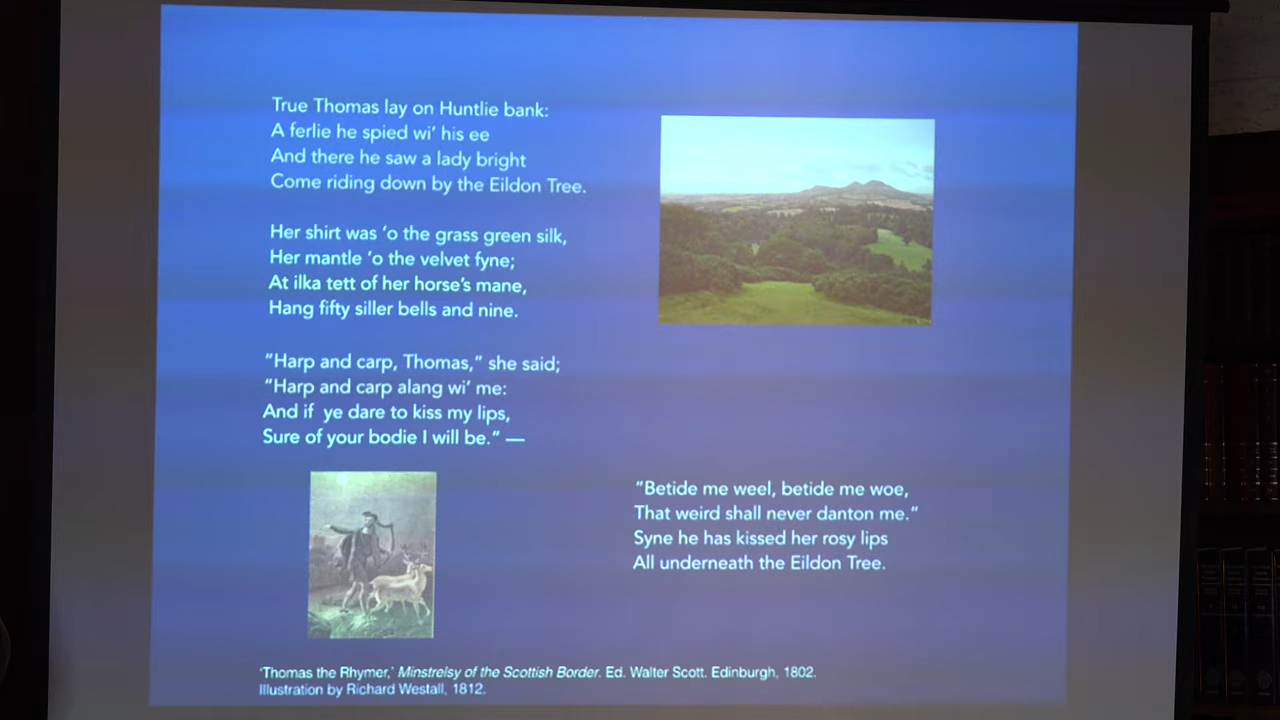 True Thomas lay on Huntlie bank:
A ferlie he spied wi’ his ee
And there he saw a lady bright
Come riding down by the Eildon Tree.
Her shirt was ‘o the grass green silk,
Her mantle ‘o the velvet fyne;
At ilka tett of her horse’s mane,
Hang fifty siller bells and nine.
“Harp and carp, Thomas,” she said;
“Harp and carp alang wi’ me:
And if ye dare to kiss my lips,
Sure of your bodie I will be.” —
“Betide me weel, betide me woe,
That weird shall never danton me.”
Syne he has kissed her rosy lips
All underneath the Eildon Tree.
‘Thomas the Rhymer,’ Minstrelsy of the Scottish Border. Ed. Walter Scott. Edinburgh, 1802.
Illustration by Richard Westall, 1812.